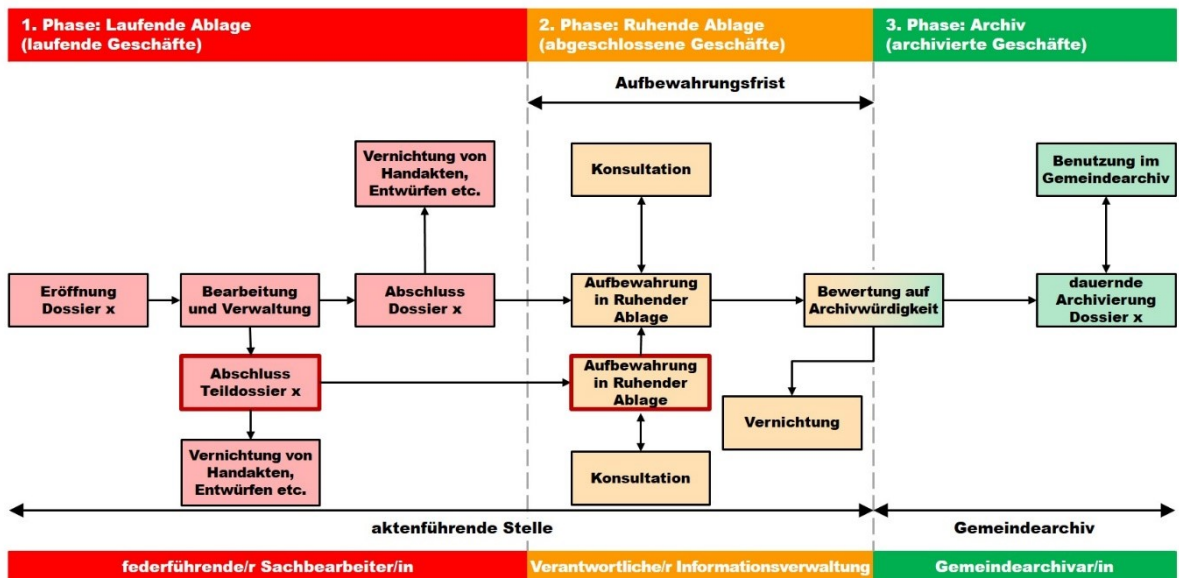 1. Phase: Laufende Ablage
(laufende Geschäfte)
2. Phase: Ruhende Ablage
(abgeschlossene Geschäfte)
3. Phase: Archiv
(archivierte Geschäfte)
Aufbewahrungsfrist
Vernichtung von
Handakten,
Entwürfen etc.
Konsultation
Benutzung im
Gemeindearchiv
Eröffnung
Dossier x
Bearbeitung
und Verwaltung
Abschluss
Dossier x
Aufbewahrung
in Ruhender
Ablage
Bewertung auf
Archivwürdigkeit
dauernde
Archivierung
Dossier x
Abschluss
Teildossier x
Aufbewahrung
in Ruhender
Ablage
Vernichtung
Vernichtung von
Handakten,
Entwürfen etc.
Konsultation
aktenführende Stelle
Gemeindearchiv
federführende/r Sachbearbeiter/in
Verantwortliche/r Informationsverwaltung
Gemeindearchivar/in